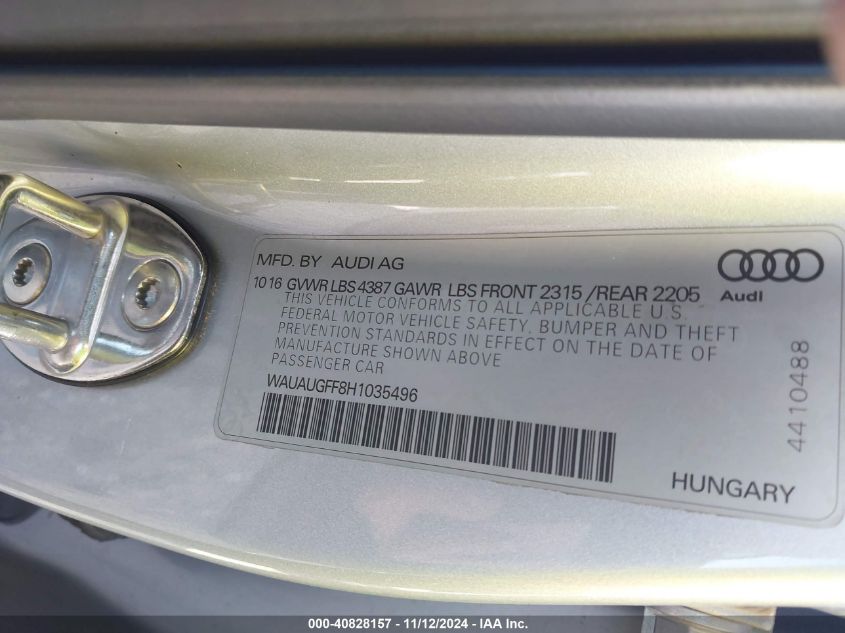 MFD. BY AUDI AG
10 16 GVWR LBS 4387 GAWR LBS FRONT 2315 / REAR 2205
THIS VEHICLE CONFORMS TO ALL APPLICABLE U.S.
FEDERAL MOTOR VEHICLE SAFETY, BUMPER AND THEFT
PREVENTION STANDARDS IN EFFECT ON THE DATE OF
MANUFACTURE SHOWN ABOVE
PASSENGER CAR
WAUAUGFF8H1035496
Audi
4410488
HUNGARY
000-40828157 - 11/12/2024 - IAA Inc.